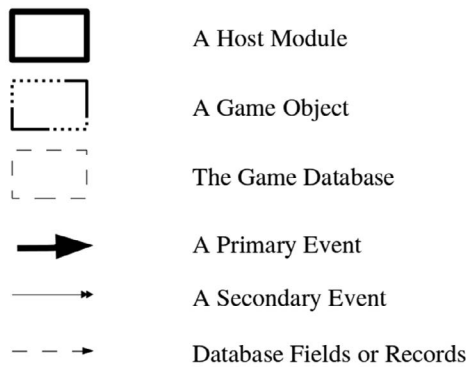 A Host Module
A Game Object
The Game Database
A Primary Event
A Secondary Event
Database Fields or Records